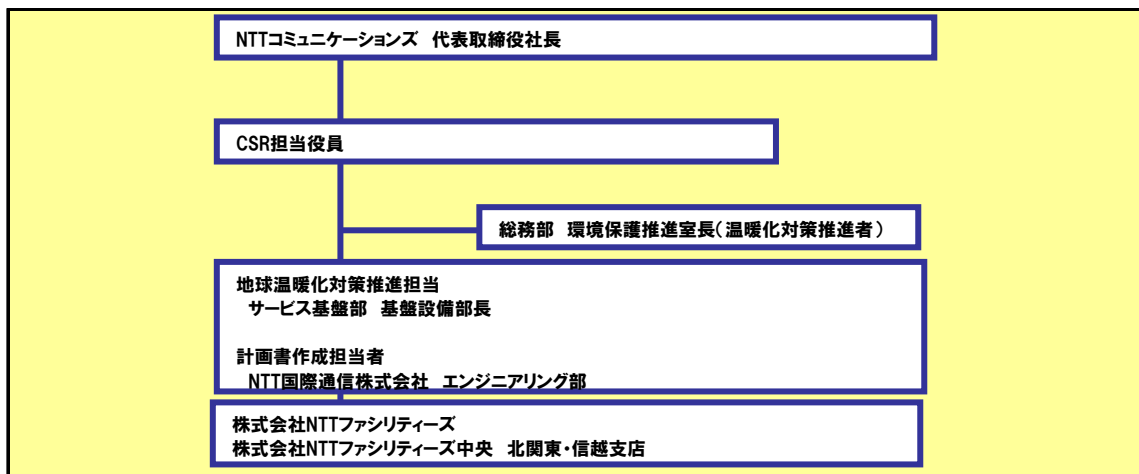 NTTコミュニケーションズ 代表取締役社長
CSR担当役員
総務部 環境保護推進室長(温暖化対策推進者)
地球温暖化対策推進担当
サービス基盤部 基盤設備部長
計画書作成担当者
NTT国際通信株式会社 エンジニアリング部
株式会社NTTファシリティーズ
株式会社NTTファシリティーズ中央 北関東・信越支店